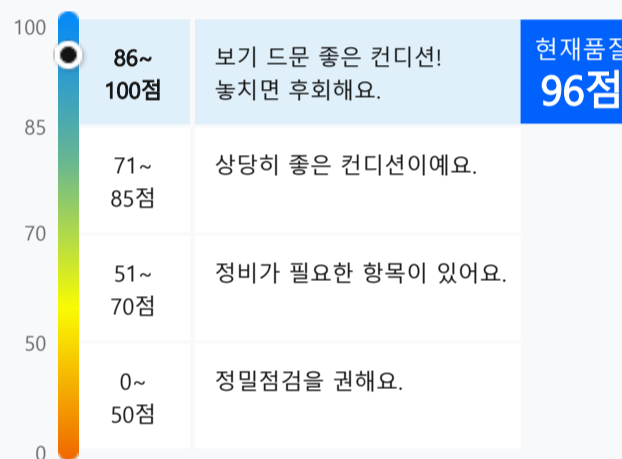 100
86~
100점
보기 드문 좋은 컨디션!
놓치면 후회해요.
현재품질
96점
85
71~
85점
상당히 좋은 컨디션이예요.
70
51~
70점
정비가 필요한 항목이 있어요.
50
0~
50점
정밀점검을 권해요.
0